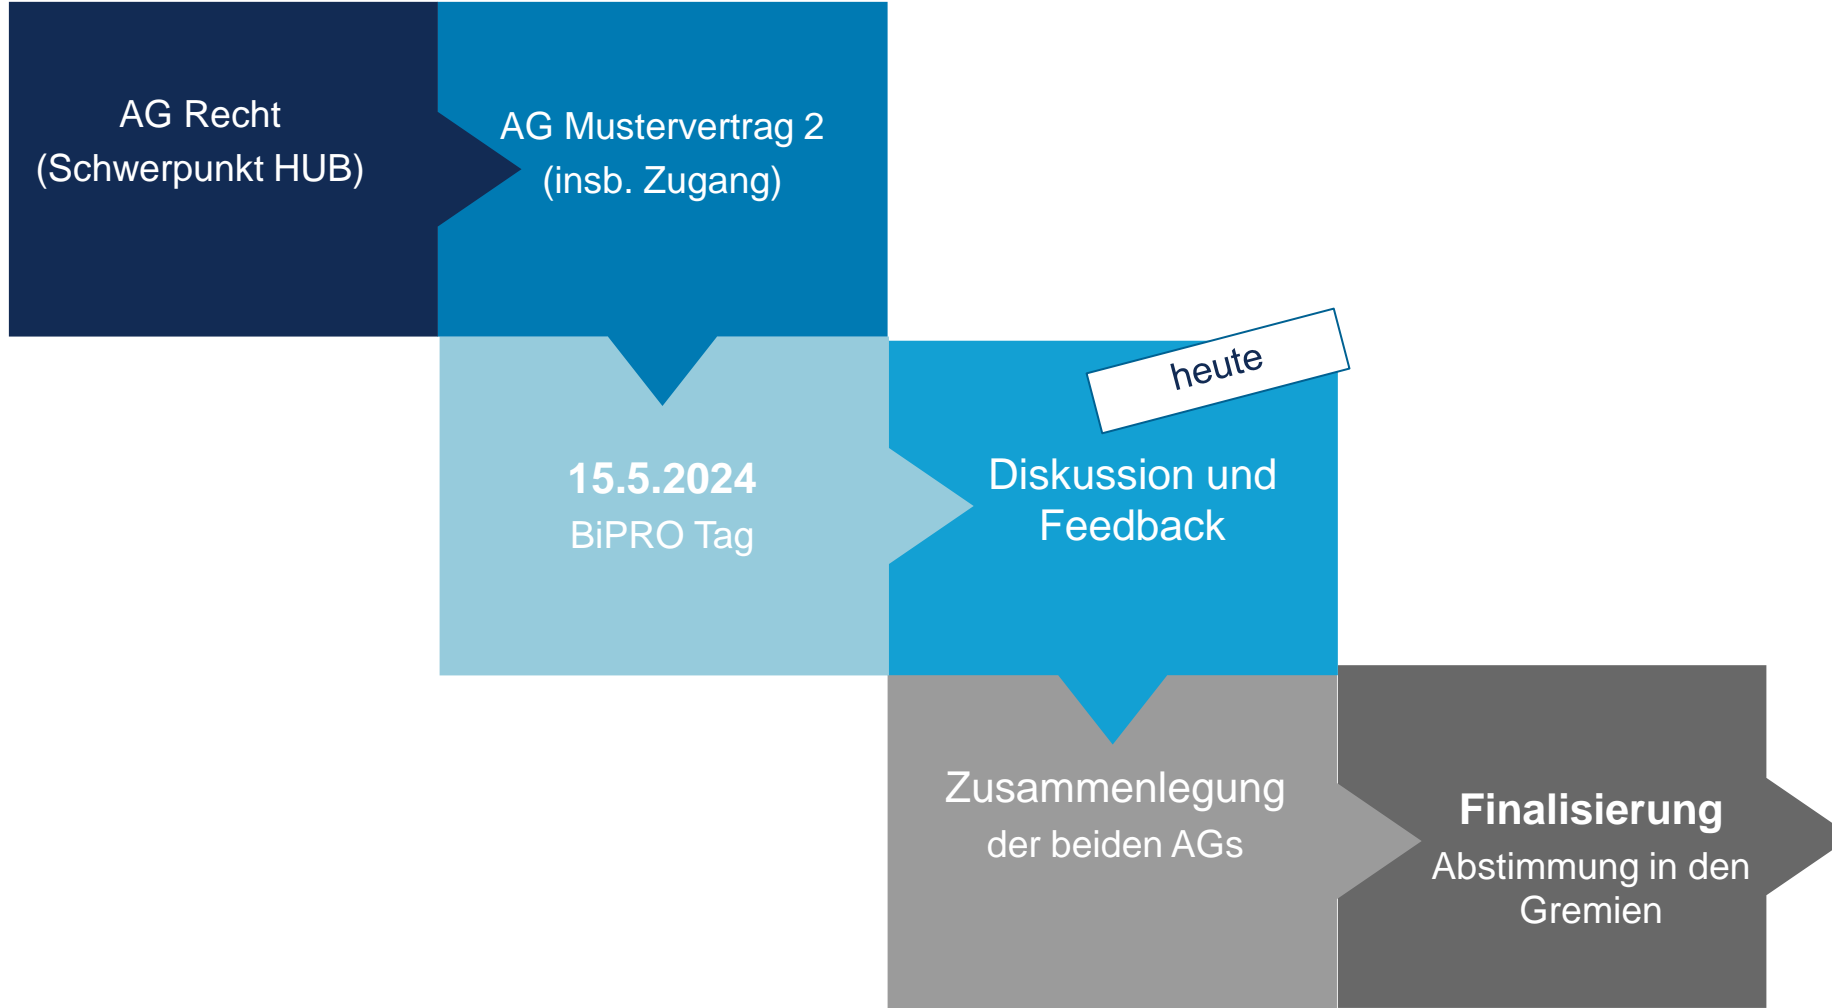 AG Recht
(Schwerpunkt HUB)
AG Mustervertrag 2
(insb. Zugang)
15.5.2024
BiPRO Tag
heute
Diskussion und
Feedback
Zusammenlegung
der beiden AGs
Finalisierung
Abstimmung in den
Gremien